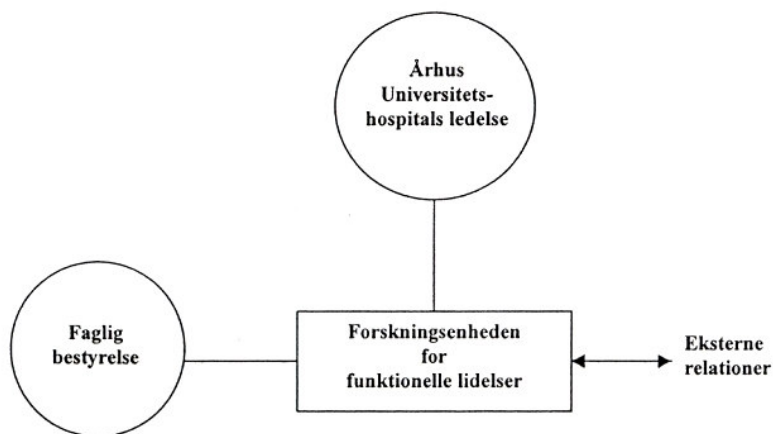 Århus
Universitets-
hospitals ledelse
Faglig
bestyrelse
Forskningsenheden
for
funktionelle lidelser
Eksterne
relationer